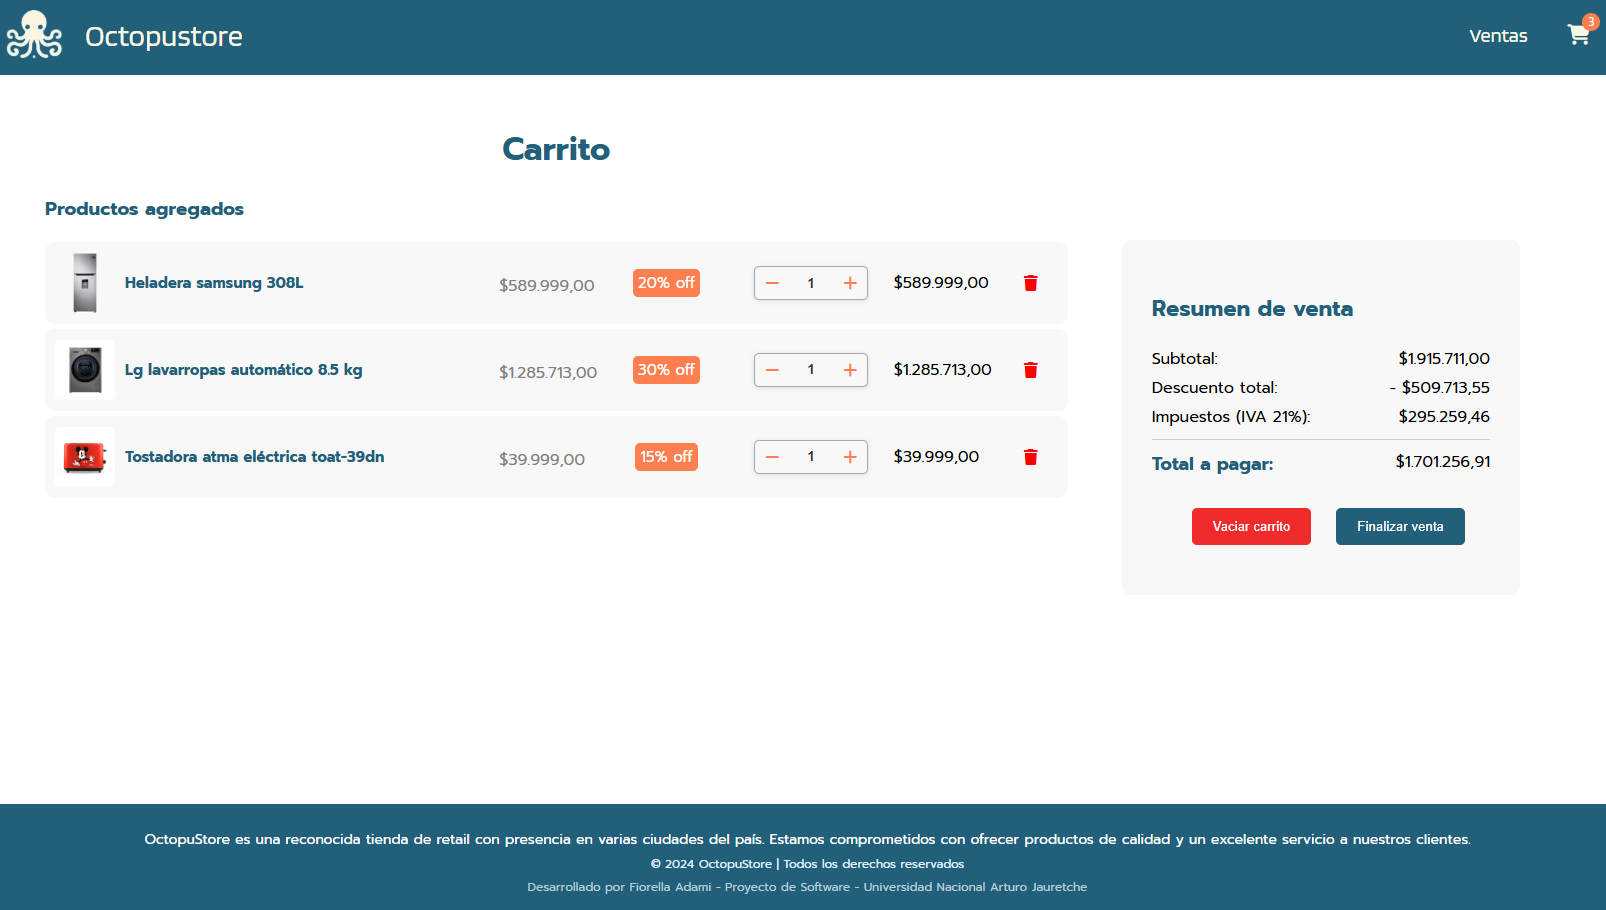 Octopustore
Ventas
3
Carrito
Productos agregados
Heladera samsung 308L $589.999,00 20% off 1 $589.999,00
Lg lavarropas automático 8.5 kg $1.285.713,00 30% off 1 $1.285.713,00
Tostadora atma eléctrica toat-39dn $39.999,00 15% off 1 $39.999,00
Resumen de venta
Subtotal: $1.915.711,00
Descuento total: - $509.713,55
Impuestos (IVA 21%): $295.259,46
Total a pagar: $1.701.256,91
Vaciar carrito Finalizar venta
OctopuStore es una reconocida tienda de retail con presencia en varias ciudades del país. Estamos comprometidos con ofrecer productos de calidad y un excelente servicio a nuestros clientes.
© 2024 OctopuStore | Todos los derechos reservados
Desarrollado por Fiorella Adami - Proyecto de Software - Universidad Nacional Arturo Jauretche